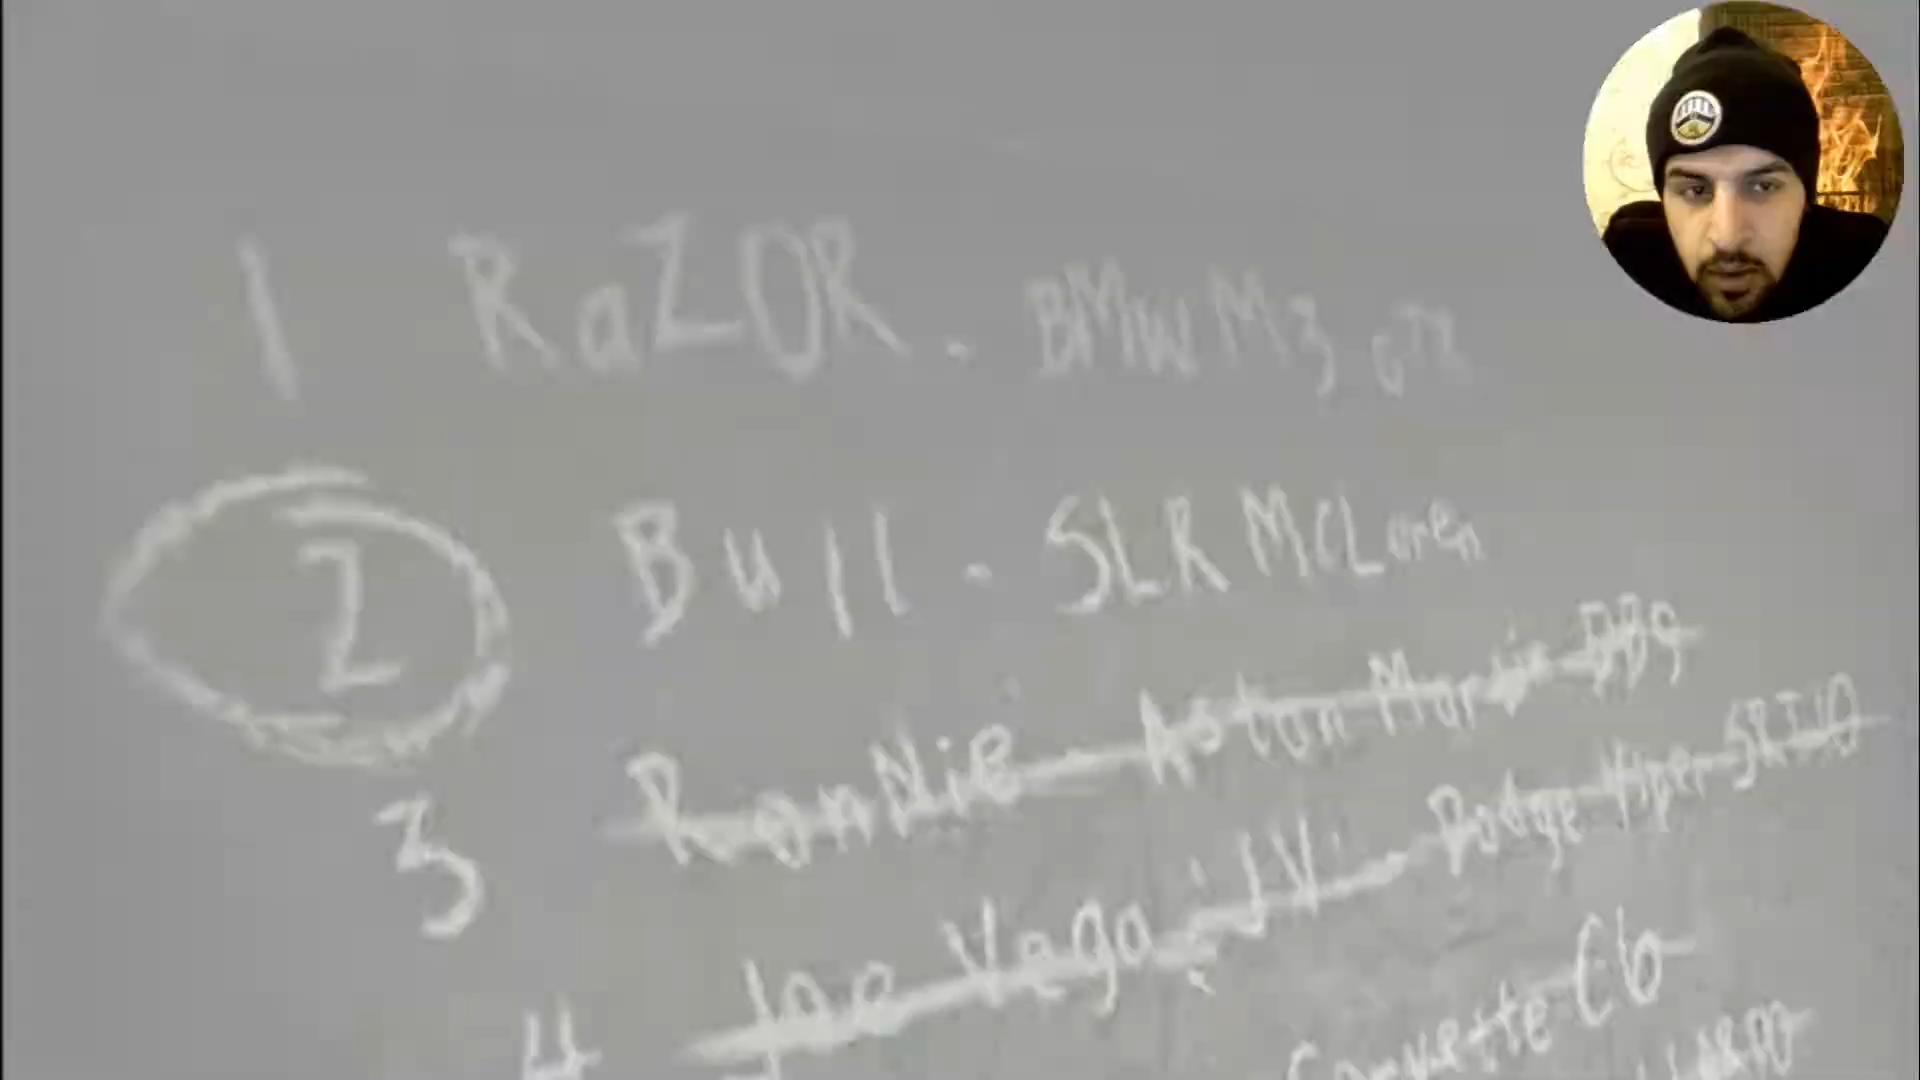 1 RaZOR - BMW M3 GTR
2 Bull - SLR McLaren
3 RonNie - Aston Martin DB9
4 Joe Vega, JV - Dodge Viper SRT10
Corvette C6